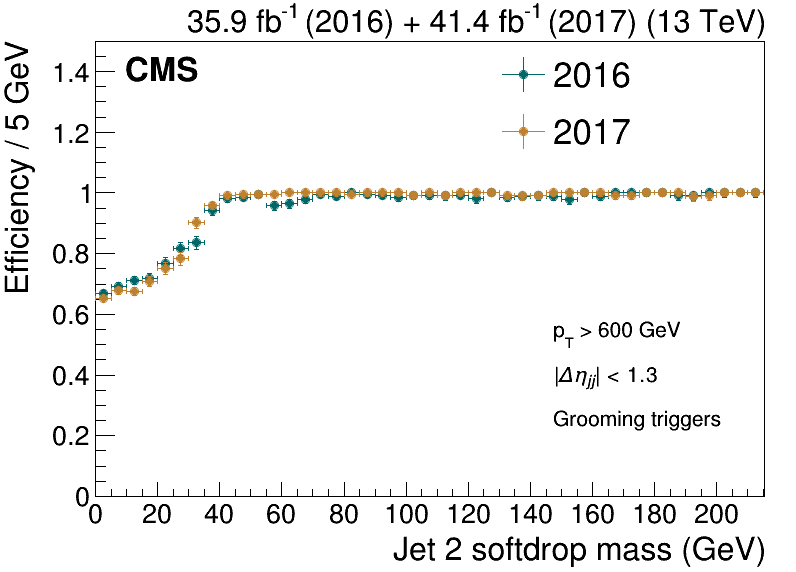 35.9 fb⁻¹ (2016) + 41.4 fb⁻¹ (2017) (13 TeV)
CMS
2016
2017
Efficiency / 5 GeV
1.4
1.2
1
0.8
0.6
0.4
0.2
0
p_T > 600 GeV
|Δη_jj| < 1.3
Grooming triggers
0 20 40 60 80 100 120 140 160 180 200
Jet 2 softdrop mass (GeV)